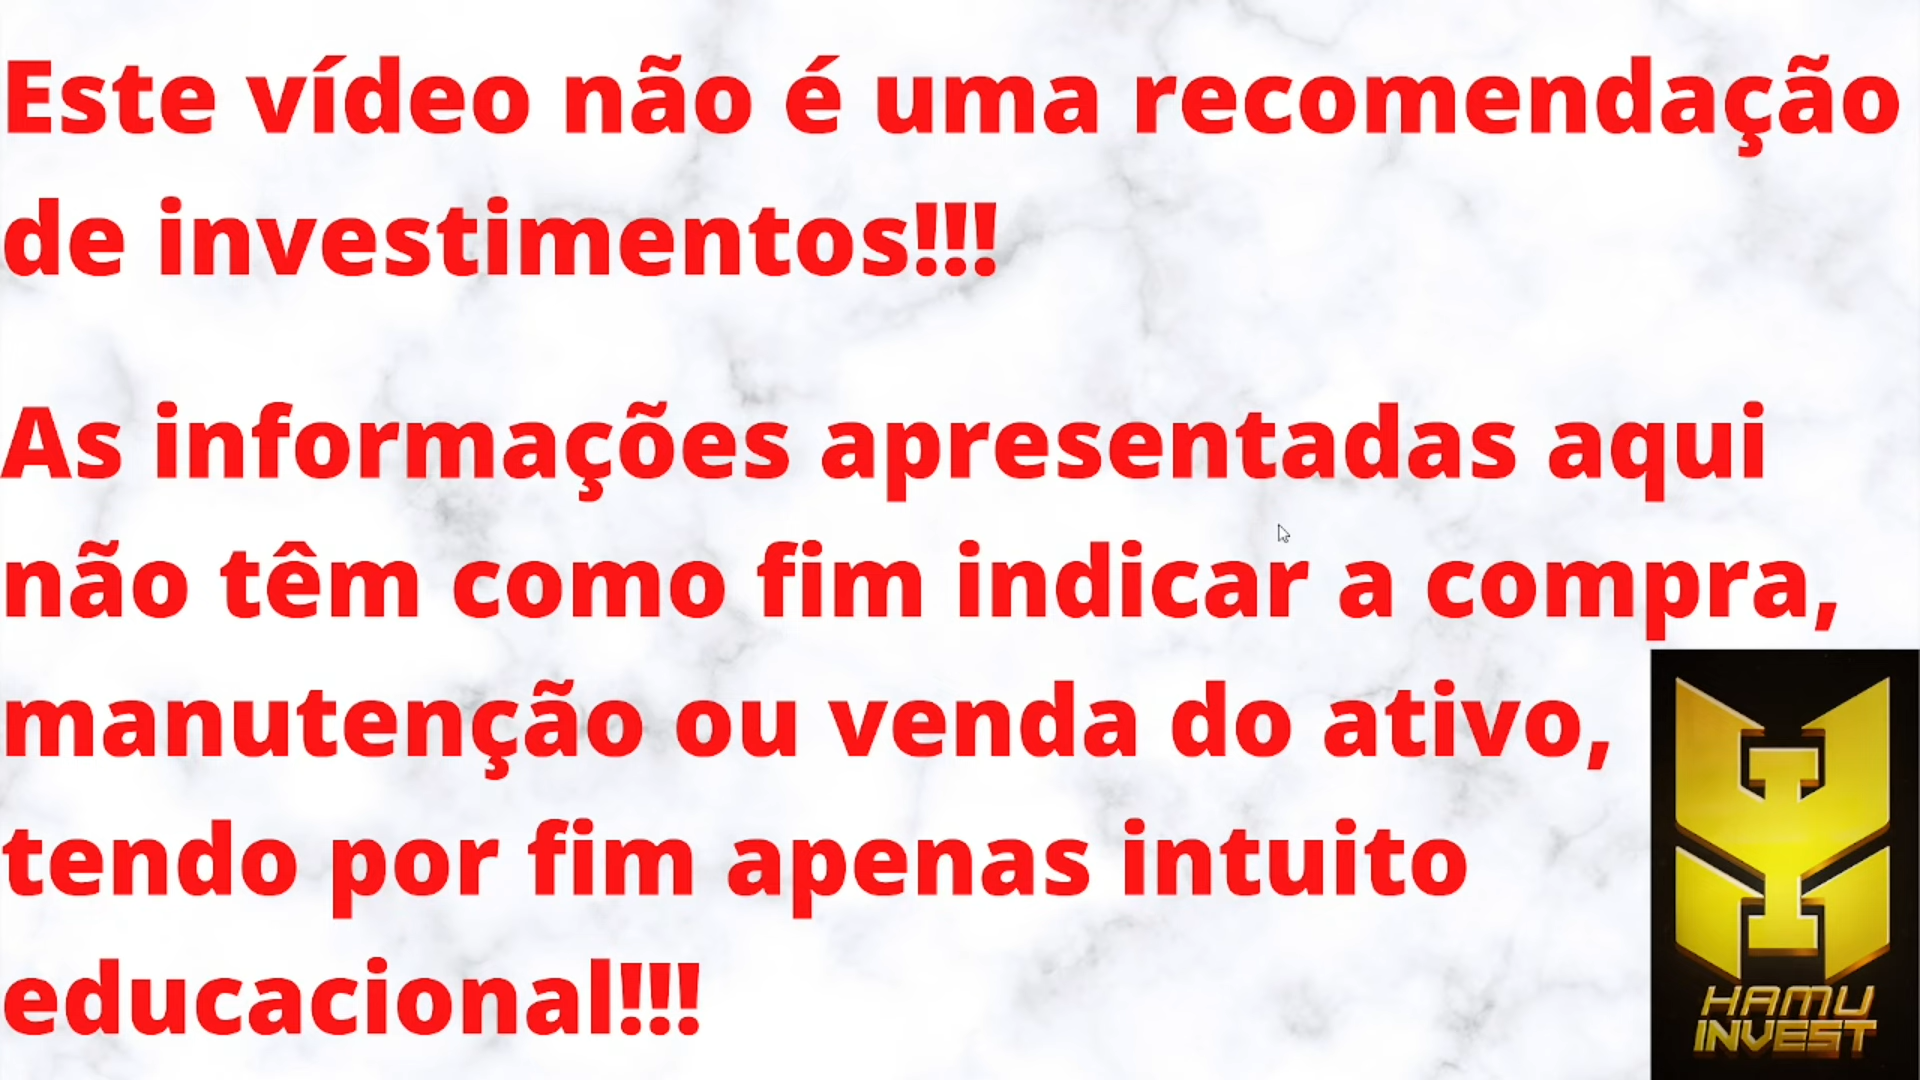 Este vídeo não é uma recomendação
de investimentos!!!
As informações apresentadas aqui
não têm como fim indicar a compra,
manutenção ou venda do ativo,
tendo por fim apenas intuito
educacional!!!
HAMU
INVEST